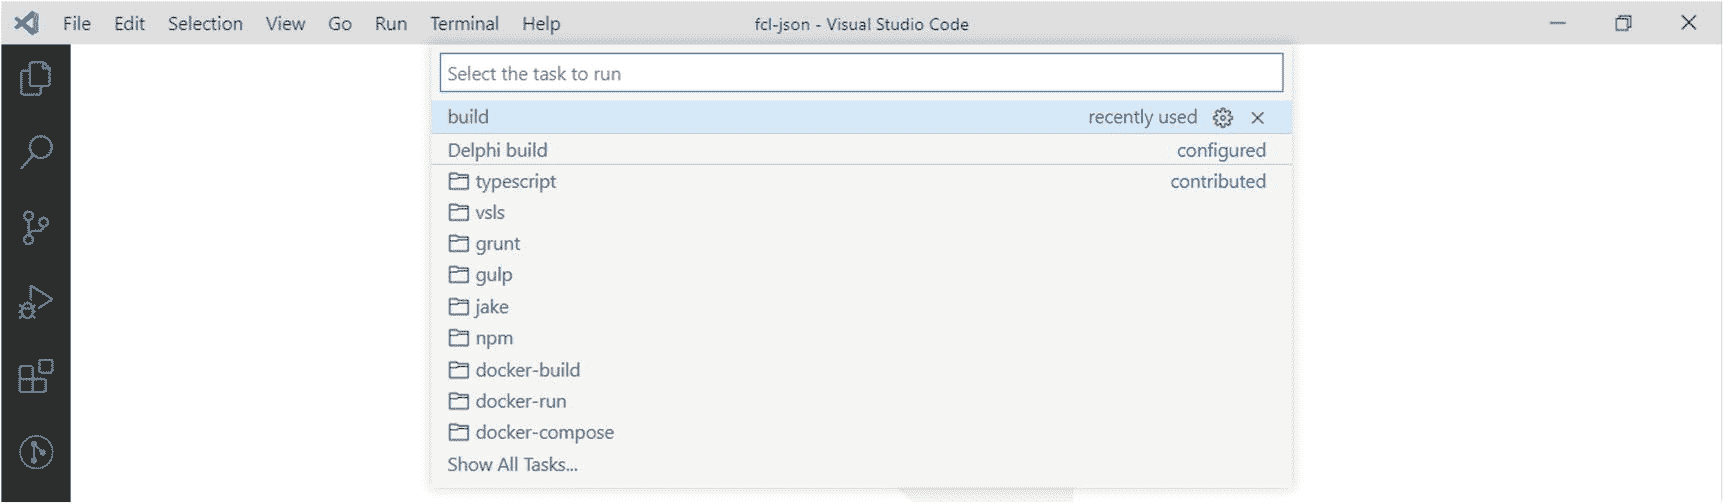 File Edit Selection View Go Run Terminal Help fcl-json - Visual Studio Code
Select the task to run
build recently used
Delphi build configured
typescript contributed
vsls
grunt
gulp
jake
npm
docker-build
docker-run
docker-compose
Show All Tasks...